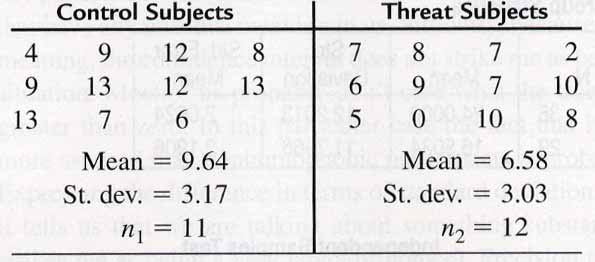 Control Subjects Threat Subjects
4 9 12 8 7 8 7 2
9 13 12 13 6 9 7 10
13 7 6 5 0 10 8
Mean = 9.64 Mean = 6.58
St. dev. = 3.17 St. dev. = 3.03
n1 = 11 n2 = 12